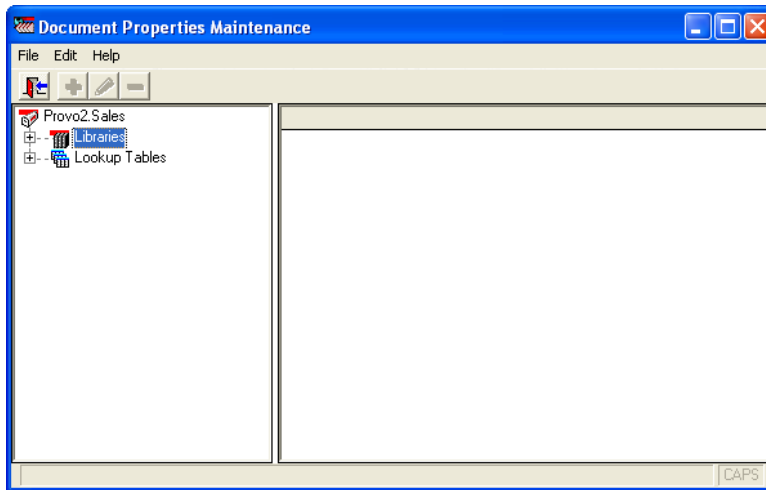 Document Properties Maintenance
File Edit Help
Provo2.Sales
Libraries
Lookup Tables
CAPS